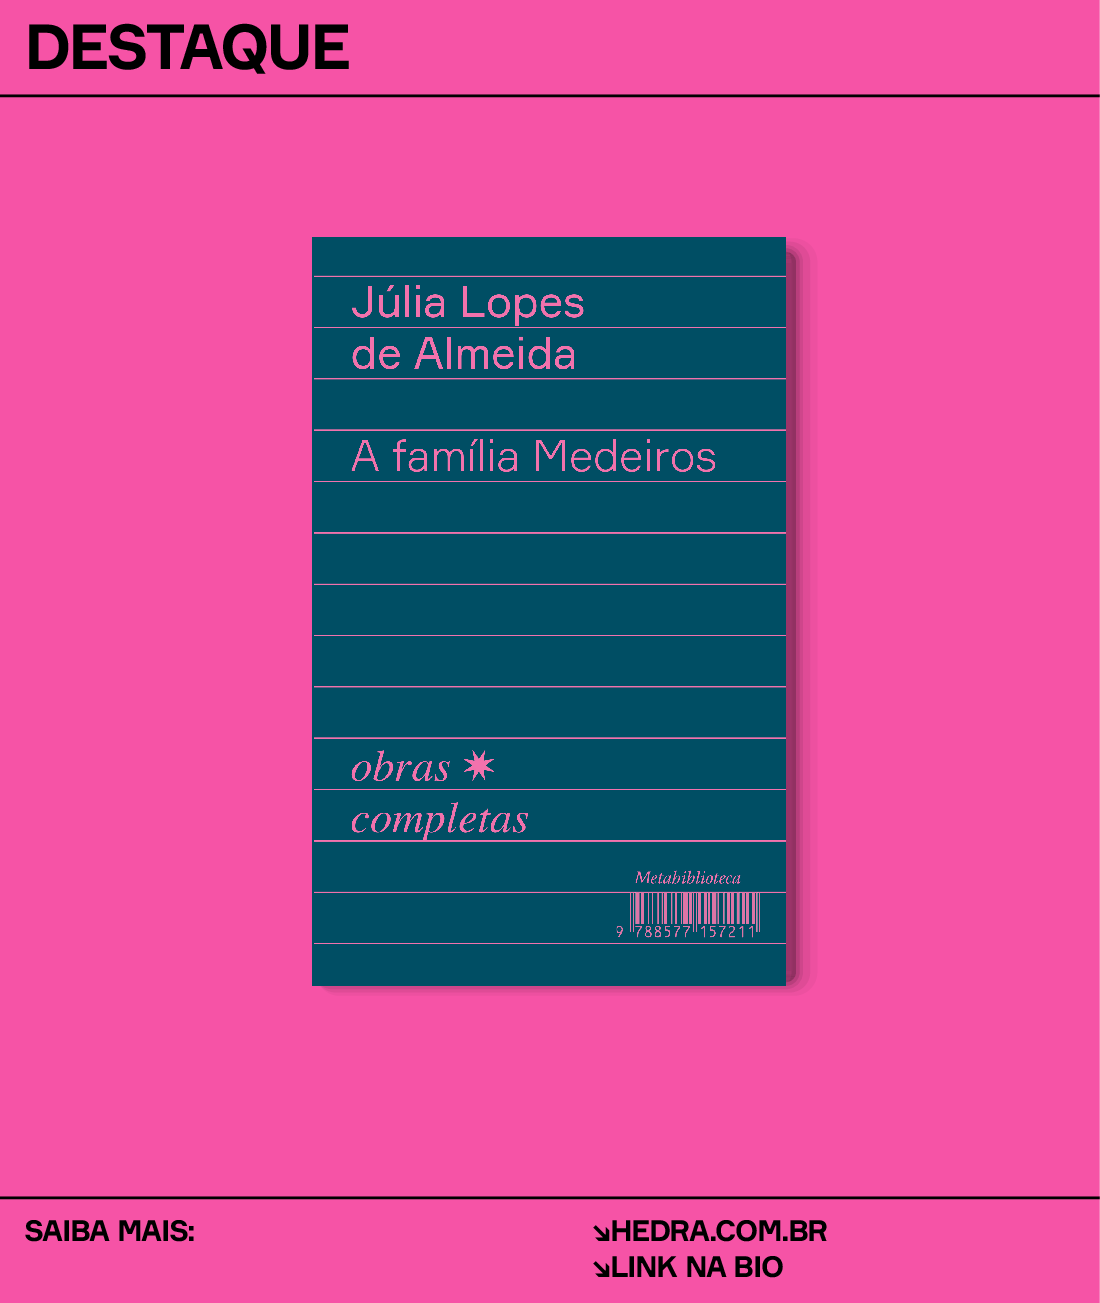 DESTAQUE
Júlia Lopes
de Almeida
A família Medeiros
obras ✷
completas
Metabiblioteca
9 788577 157211
SAIBA MAIS:
↘HEDRA.COM.BR
↘LINK NA BIO